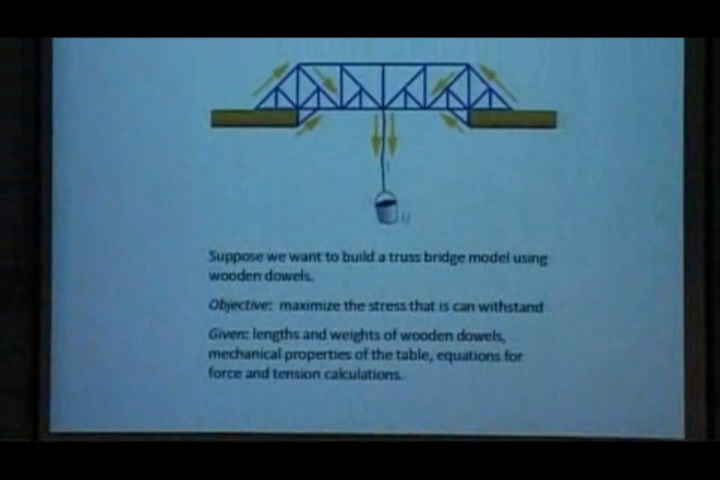 Suppose we want to build a truss bridge model using
wooden dowels.
Objective: maximize the stress that is can withstand
Given: lengths and weights of wooden dowels,
mechanical properties of the table, equations for
force and tension calculations.